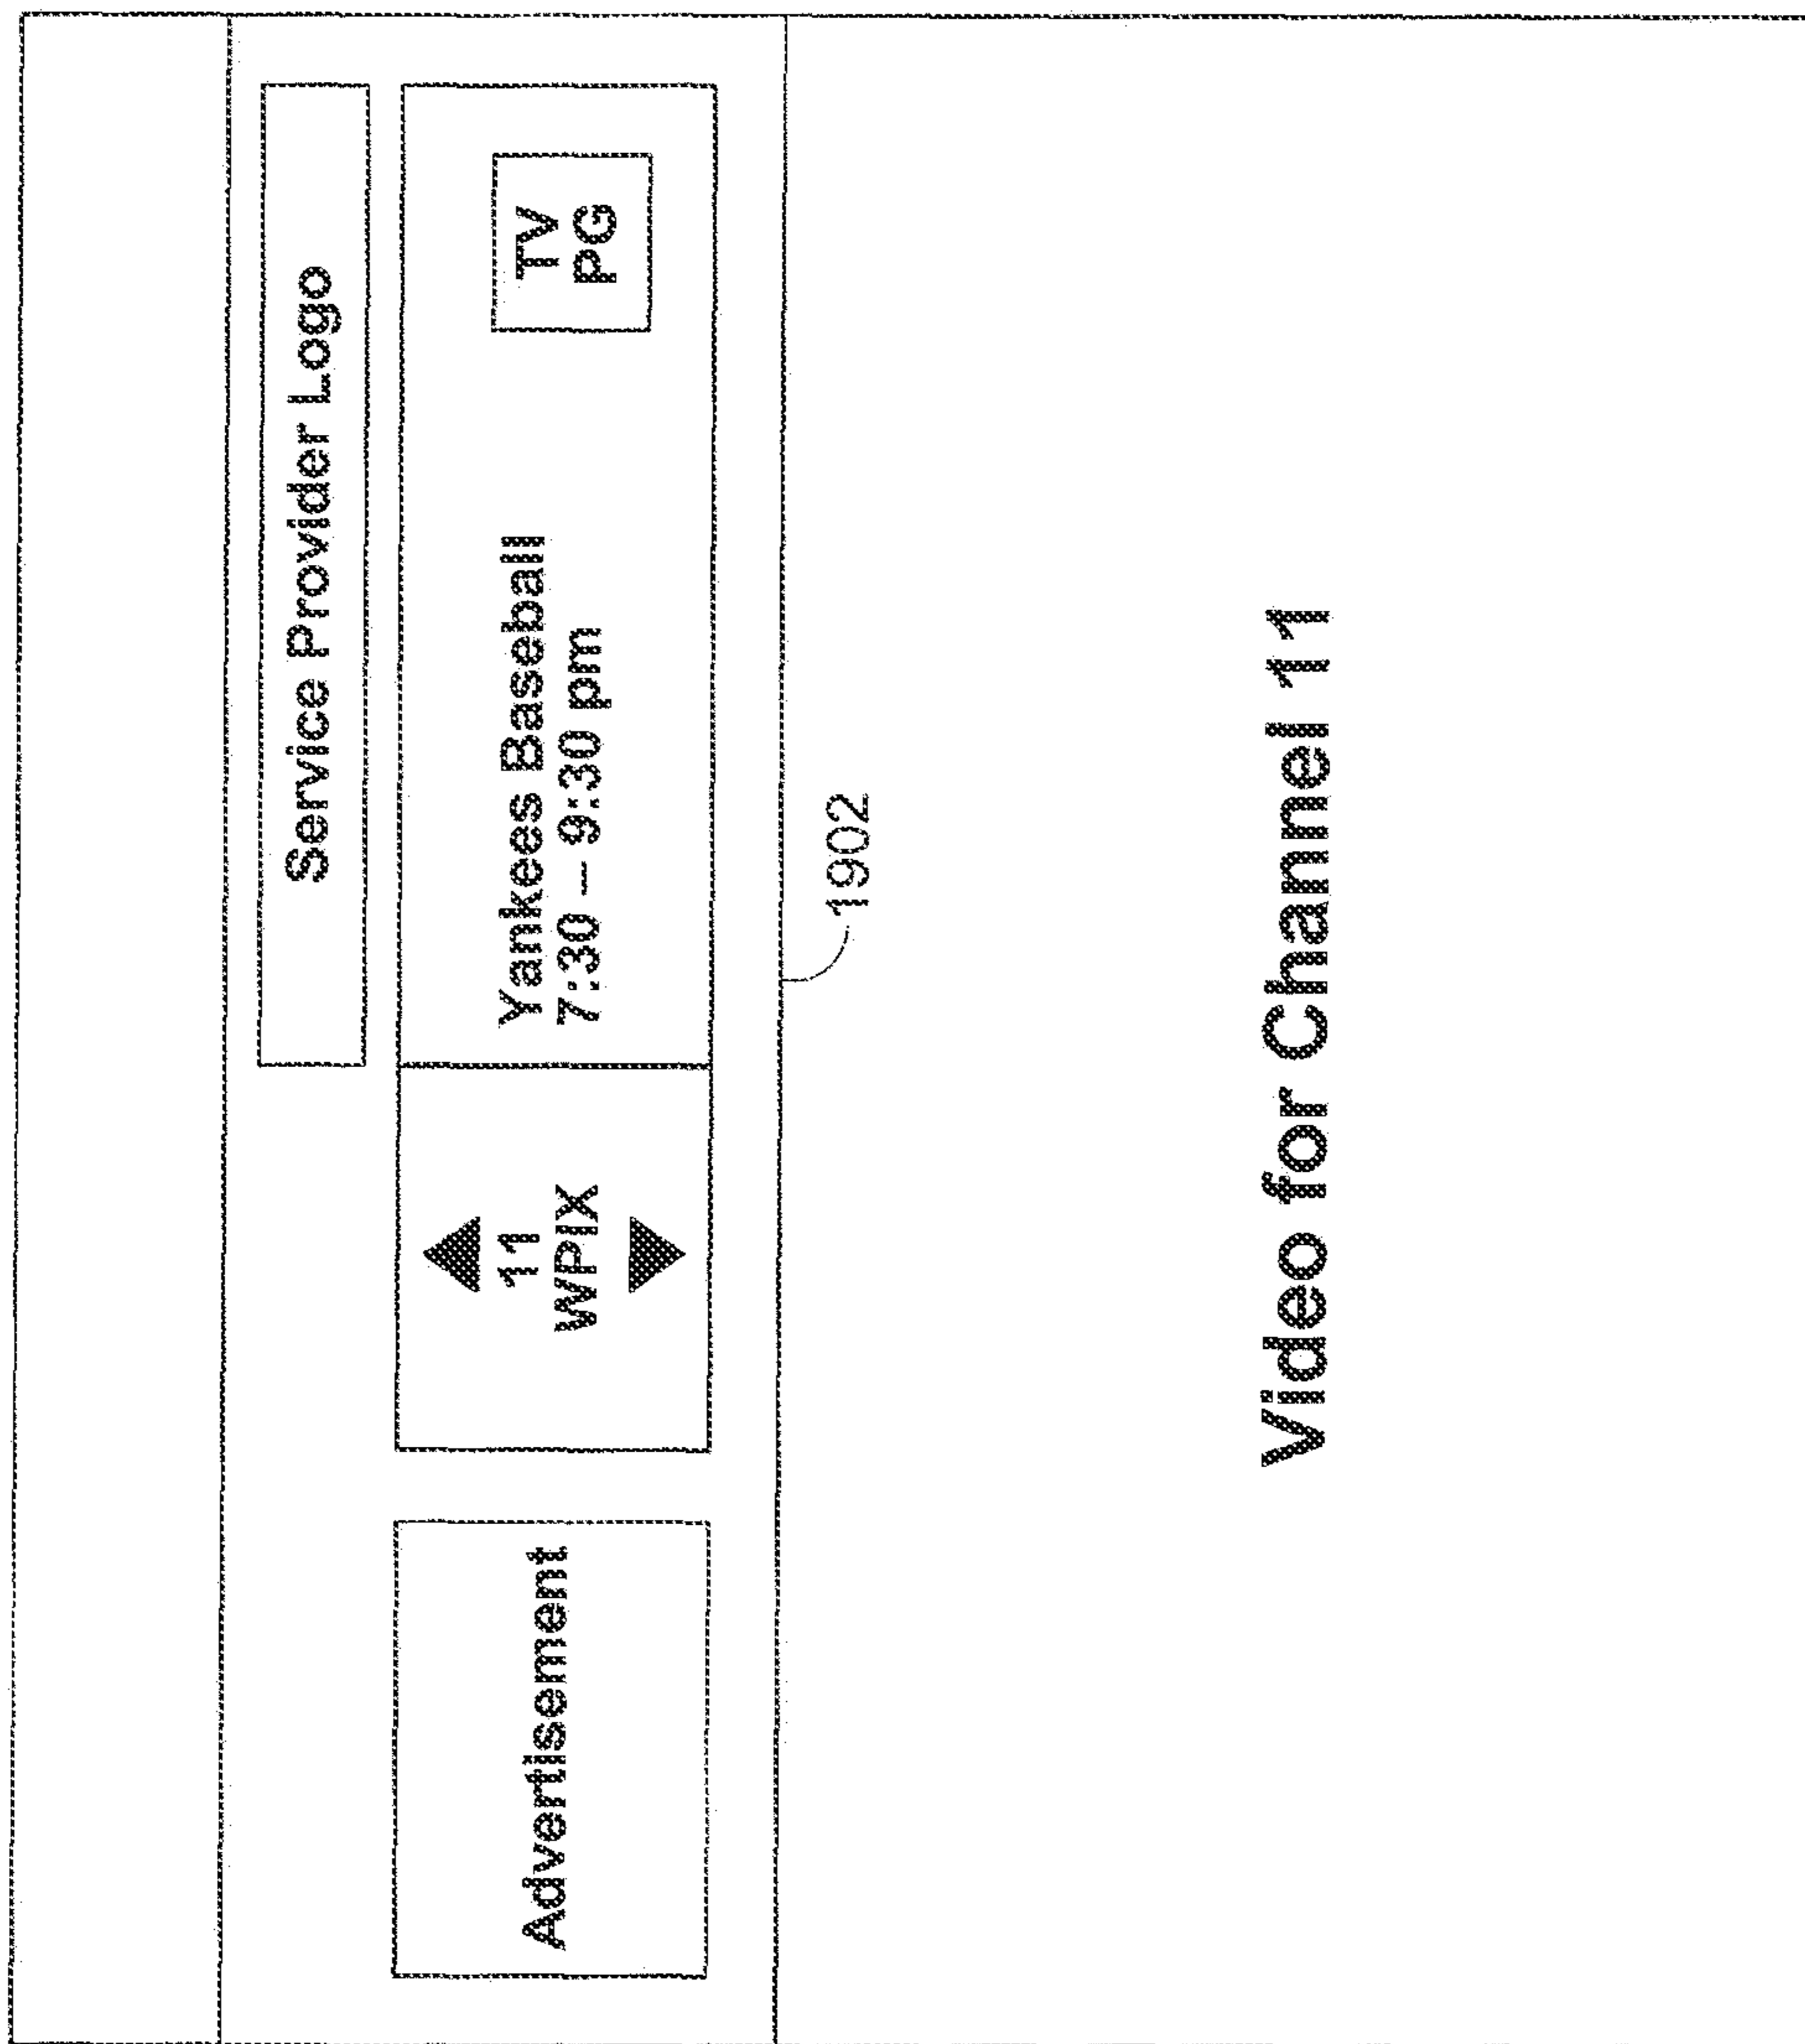 Service Provider Logo
Advertisement
11
WPIX
Yankees Baseball
7:30 – 9:30 pm
TV
PG
1902
Video for Channel 11